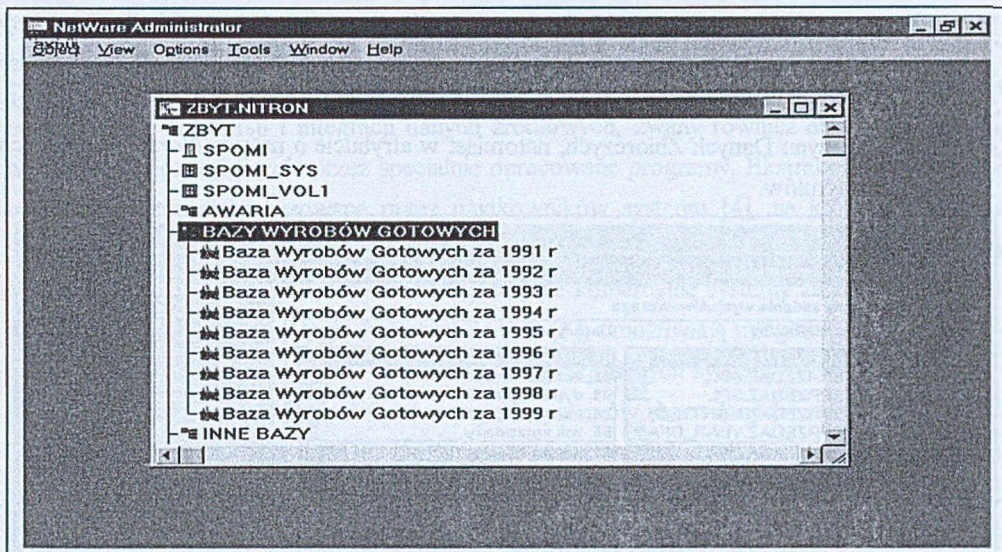 NetWare Administrator
Object View Options Tools Window Help
ZBYT.NITRON
ZBYT
SPOMI
SPOMI_SYS
SPOMI_VOL1
AWARIA
BAZY WYROBÓW GOTOWYCH
Baza Wyrobów Gotowych za 1991 r
Baza Wyrobów Gotowych za 1992 r
Baza Wyrobów Gotowych za 1993 r
Baza Wyrobów Gotowych za 1994 r
Baza Wyrobów Gotowych za 1995 r
Baza Wyrobów Gotowych za 1996 r
Baza Wyrobów Gotowych za 1997 r
Baza Wyrobów Gotowych za 1998 r
Baza Wyrobów Gotowych za 1999 r
INNE BAZY